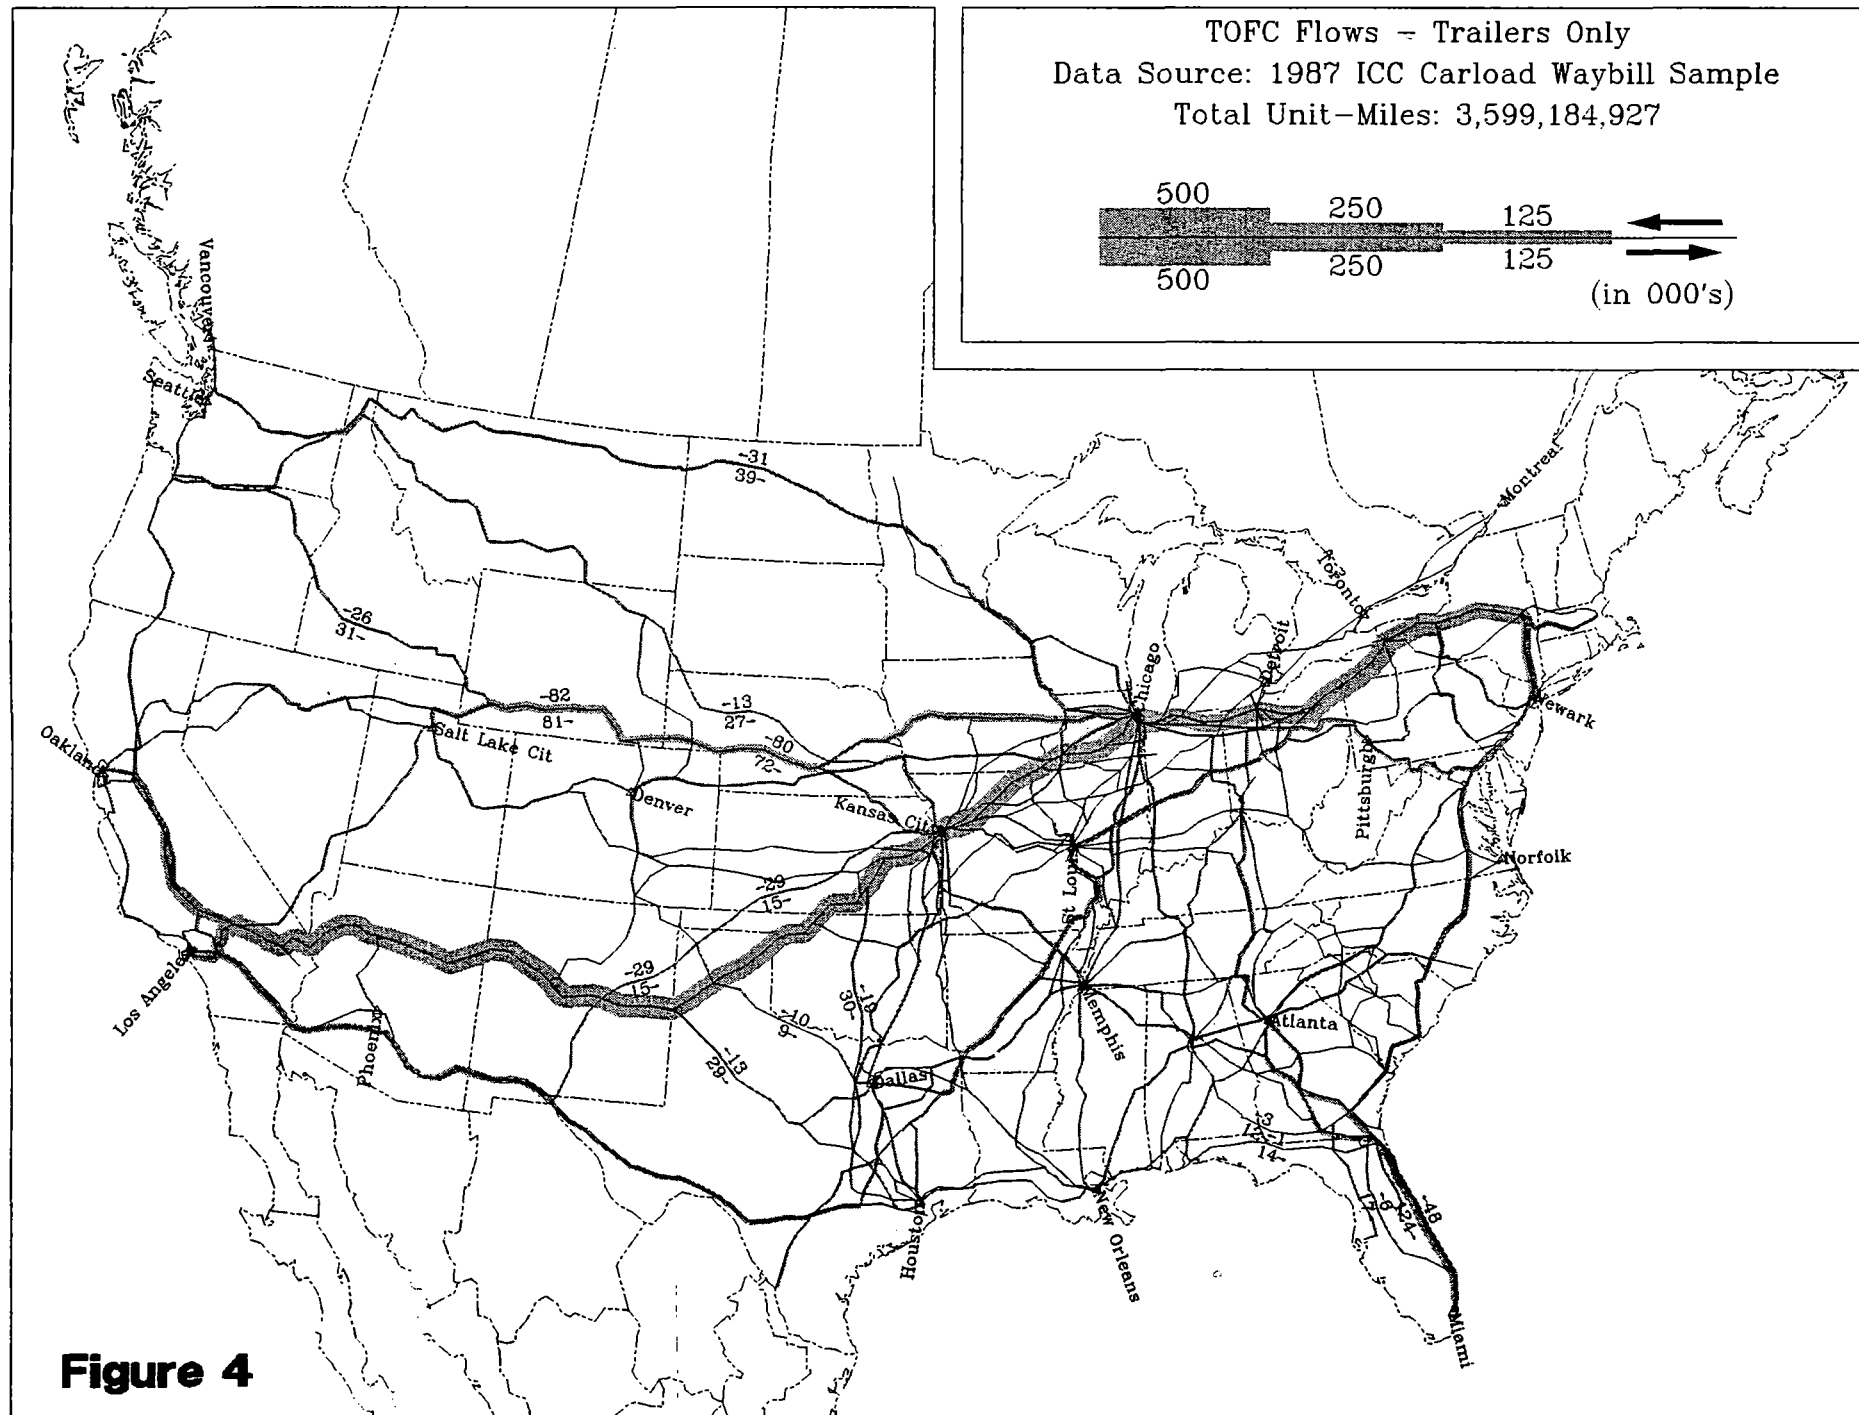 TOFC Flows - Trailers Only
Data Source: 1987 ICC Carload Waybill Sample
Total Unit-Miles: 3,599,184,927
500
250
125
500
250
125
(in 000's)
Vancouver
Seattle
-31
39-
Montreal
Toronto
Detroit
Chicago
-26
31-
-82
81-
-13
27-
-80
72-
Newark
Oakland
Salt Lake Cit
Denver
Kansas City
Pittsburgh
St Louis
Norfolk
-29
15-
-29
15-
-19
30-
-10
9-
-13
29-
Los Angeles
Phoenix
Dallas
Memphis
Atlanta
14-
-6
-48
124-
Houston
New Orleans
Miami
Figure 4